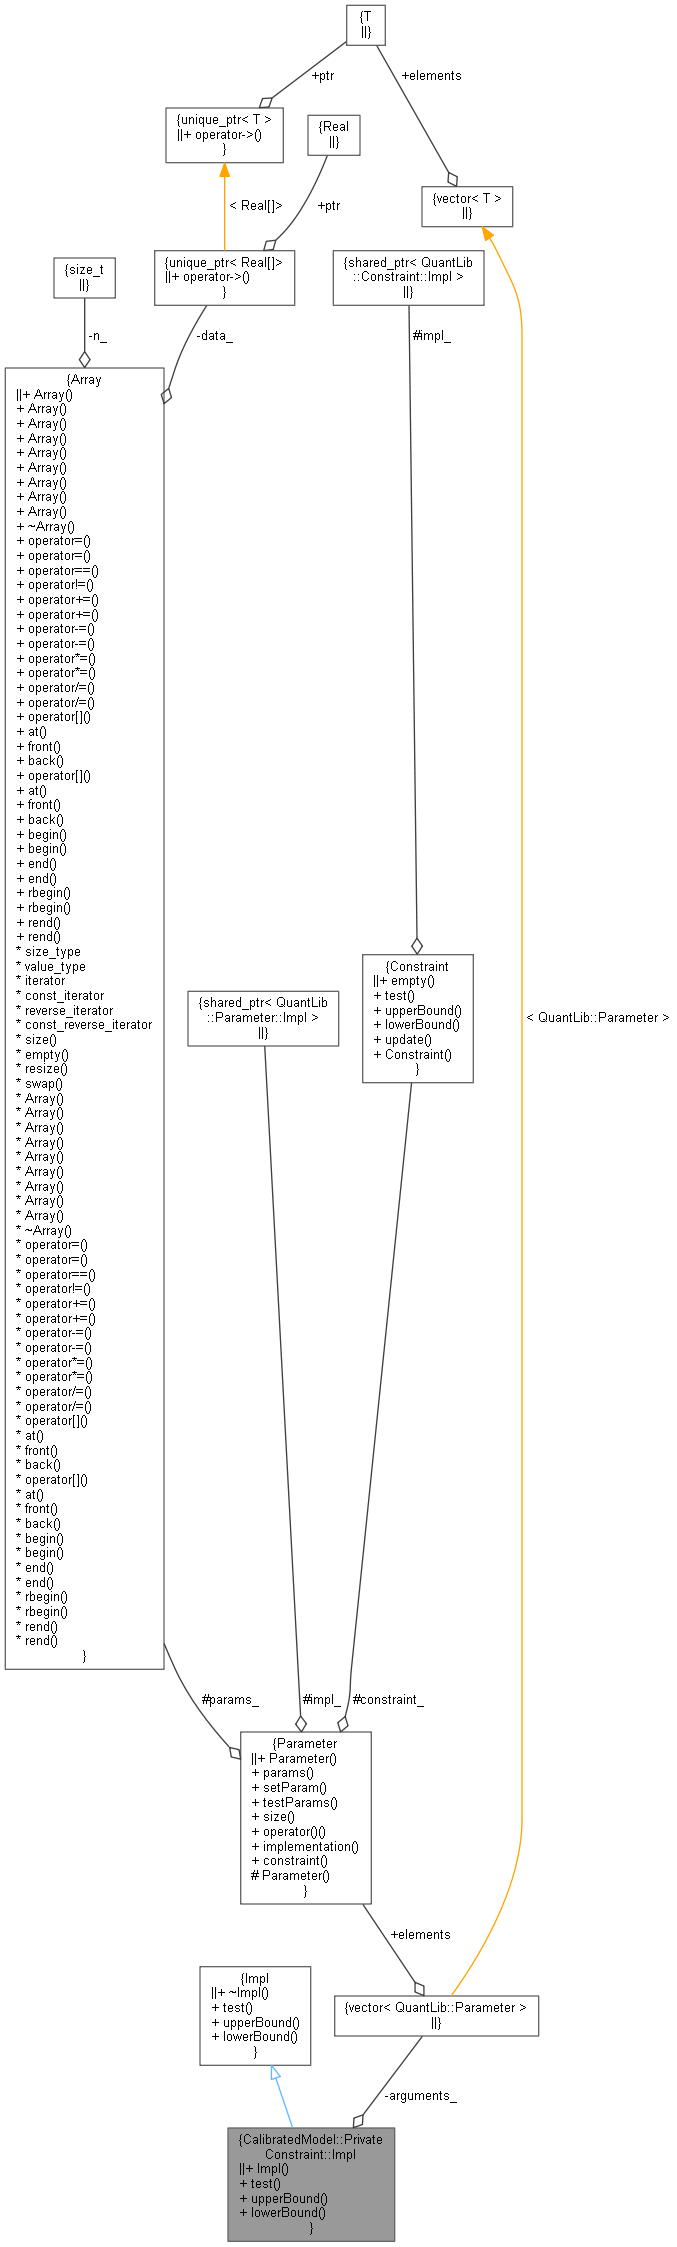 {T
||}
+ptr
+elements
{unique_ptr< T >
||+ operator->()
}
{Real
||}
{vector< T >
||}
< Real[]>
+ptr
{size_t
||}
{unique_ptr< Real[]>
||+ operator->()
}
{shared_ptr< QuantLib
::Constraint::Impl >
||}
-n_
-data_
#impl_
{Array
||+ Array()
+ Array()
+ Array()
+ Array()
+ Array()
+ Array()
+ Array()
+ Array()
+ Array()
+ ~Array()
+ operator=()
+ operator=()
+ operator==()
+ operator!=()
+ operator+=()
+ operator+=()
+ operator-=()
+ operator-=()
+ operator*=()
+ operator*=()
+ operator/=()
+ operator/=()
+ operator[]()
+ at()
+ front()
+ back()
+ operator[]()
+ at()
+ front()
+ back()
+ begin()
+ begin()
+ end()
+ end()
+ rbegin()
+ rbegin()
+ rend()
+ rend()
* size_type
* value_type
* iterator
* const_iterator
* reverse_iterator
* const_reverse_iterator
* size()
* empty()
* resize()
* swap()
* Array()
* Array()
* Array()
* Array()
* Array()
* Array()
* Array()
* Array()
* Array()
* ~Array()
* operator=()
* operator=()
* operator==()
* operator!=()
* operator+=()
* operator+=()
* operator-=()
* operator-=()
* operator*=()
* operator*=()
* operator/=()
* operator/=()
* operator[]()
* at()
* front()
* back()
* operator[]()
* at()
* front()
* back()
* begin()
* begin()
* end()
* end()
* rbegin()
* rbegin()
* rend()
* rend()
}
{shared_ptr< QuantLib
::Parameter::Impl >
||}
{Constraint
||+ empty()
+ test()
+ upperBound()
+ lowerBound()
+ update()
+ Constraint()
}
< QuantLib::Parameter >
#params_
#impl_
#constraint_
{Parameter
||+ Parameter()
+ params()
+ setParam()
+ testParams()
+ size()
+ operator()()
+ implementation()
+ constraint()
# Parameter()
}
+elements
{Impl
||+ ~Impl()
+ test()
+ upperBound()
+ lowerBound()
}
{vector< QuantLib::Parameter >
||}
-arguments_
{CalibratedModel::Private
Constraint::Impl
||+ Impl()
+ test()
+ upperBound()
+ lowerBound()
}